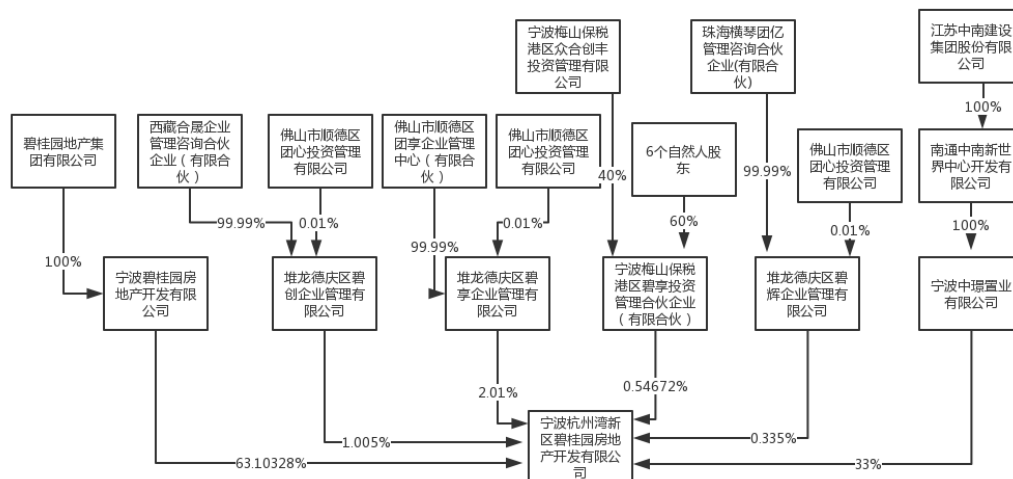 宁波梅山保税
港区众合创丰
投资管理有限
公司
珠海横琴团亿
管理咨询合伙
企业(有限合
伙)
江苏中南建设
集团股份有限
公司
100%
碧桂园地产集
团有限公司
西藏合晟企业
管理咨询合伙
企业（有限合
伙）
佛山市顺德区
团心投资管理
有限公司
佛山市顺德区
团享企业管理
中心（有限合
伙）
佛山市顺德区
团心投资管理
有限公司
40%
6个自然人股
东
99.99%
佛山市顺德区
团心投资管理
有限公司
南通中南新世
界中心开发有
限公司
100%
99.99%
0.01%
99.99%
0.01%
60%
0.01%
100%
宁波碧桂园房
地产开发有限
公司
堆龙德庆区碧
创企业管理有
限公司
堆龙德庆区碧
享企业管理有
限公司
宁波梅山保税
港区碧享投资
管理合伙企业
（有限合伙）
堆龙德庆区碧
辉企业管理有
限公司
宁波中璟置业
有限公司
63.10328%
1.005%
2.01%
0.54672%
0.335%
33%
宁波杭州湾新
区碧桂园房地
产开发有限公
司